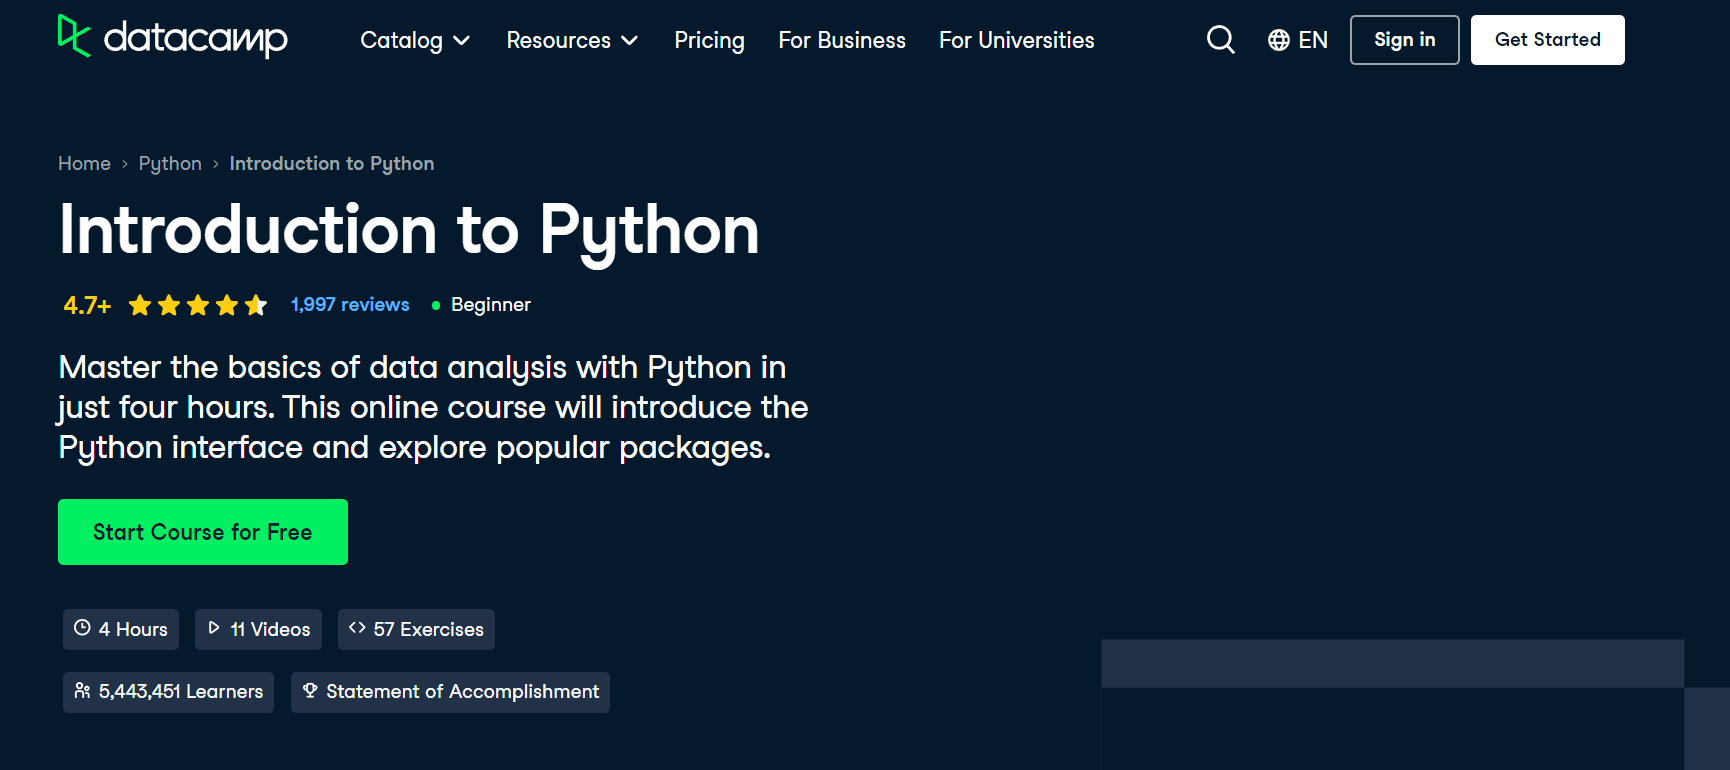 datacamp Catalog Resources Pricing For Business For Universities EN Sign in Get Started
Home › Python › Introduction to Python
Introduction to Python
4.7+ 1,997 reviews Beginner
Master the basics of data analysis with Python in
just four hours. This online course will introduce the
Python interface and explore popular packages.
Start Course for Free
4 Hours 11 Videos 57 Exercises
5,443,451 Learners Statement of Accomplishment